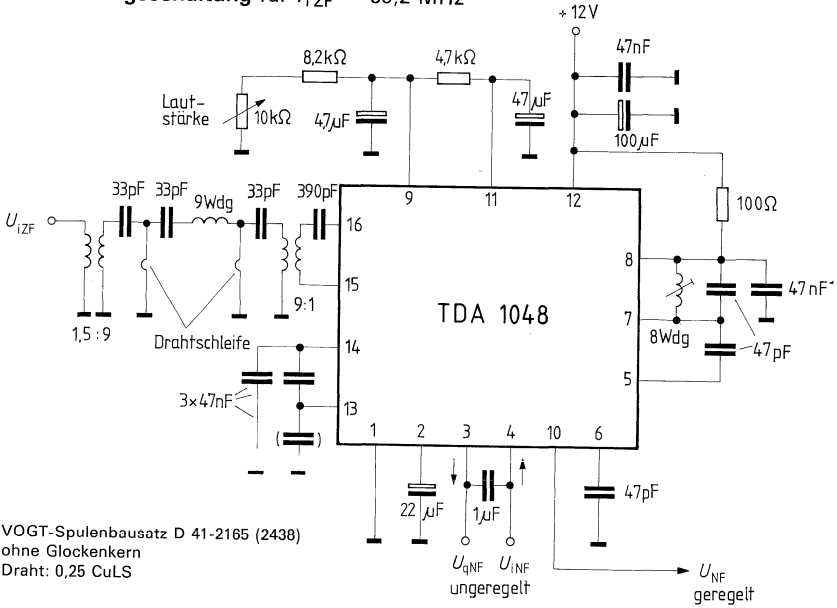 +12V
8,2kΩ
4,7kΩ
47nF
Laut-
stärke
10kΩ
47µF
47µF
100µF
33pF 33pF
9Wdg
33pF
390pF
9
11
12
100Ω
UiZF
16
15
1,5:9
9:1
Drahtschleife
TDA 1048
8
7
5
8Wdg
47nF
47pF
14
13
3×47nF
( )
1
2
3
4
10
6
22 µF
1µF
47pF
UqNF UiNF
ungeregelt
UNF
geregelt
VOGT-Spulenbausatz D 41-2165 (2438)
ohne Glockenkern
Draht: 0,25 CuLS